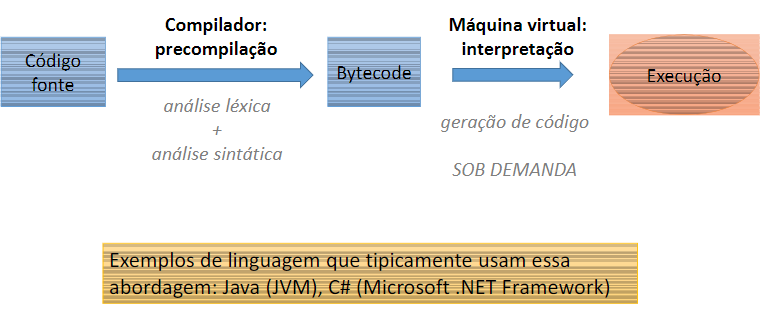 Compilador:
precompilação
Máquina virtual:
interpretação
Código
fonte
Bytecode
Execução
análise léxica
+
análise sintática
geração de código
SOB DEMANDA
Exemplos de linguagem que tipicamente usam essa
abordagem: Java (JVM), C# (Microsoft .NET Framework)